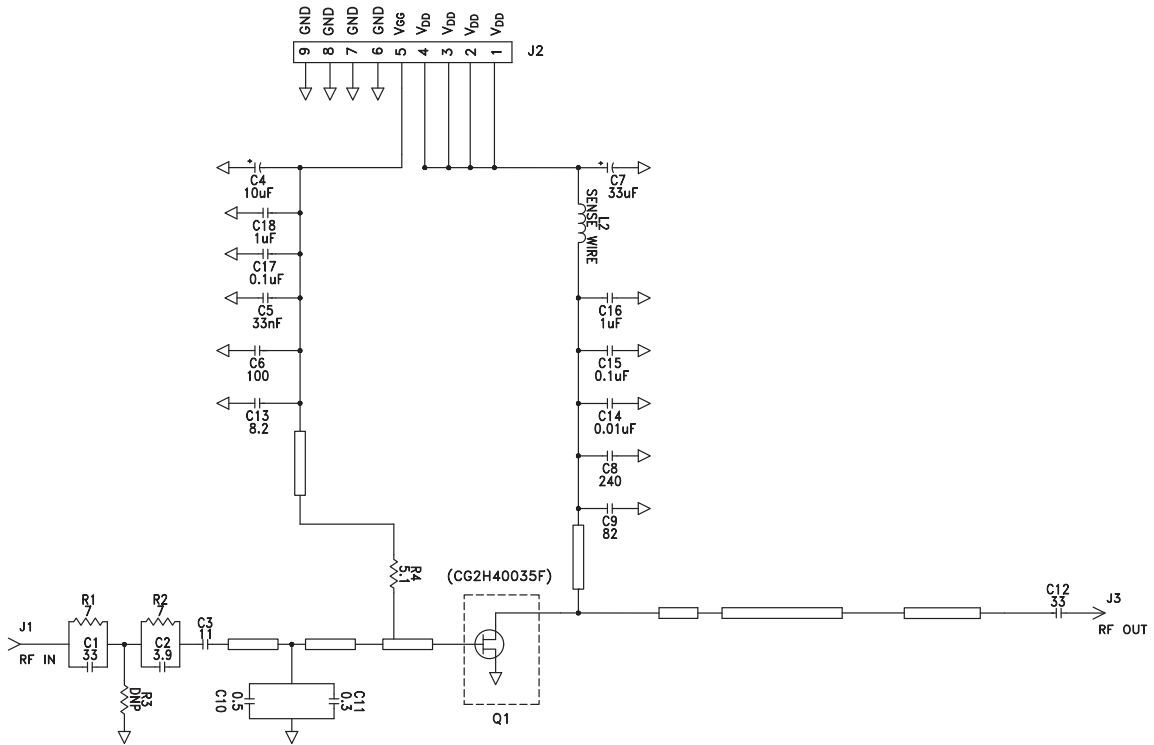 GND
GND
GND
GND
VGG
VDD
VDD
VDD
VDD
9
8
7
6
5
4
3
2
1
J2
+
C4
10uF
C18
1uF
C17
0.1uF
C5
33nF
C6
100
C13
8.2
+
C7
33uF
L2
SENSE WIRE
C16
1uF
C15
0.1uF
C14
0.01uF
C8
240
C9
82
R4
5.1
(CG2H40035F)
Q1
J1
RF IN
R1
7
C1
33
R2
7
C2
3.9
R3
DNP
C3
11
C10
0.5
C11
0.3
C12
33
J3
RF OUT